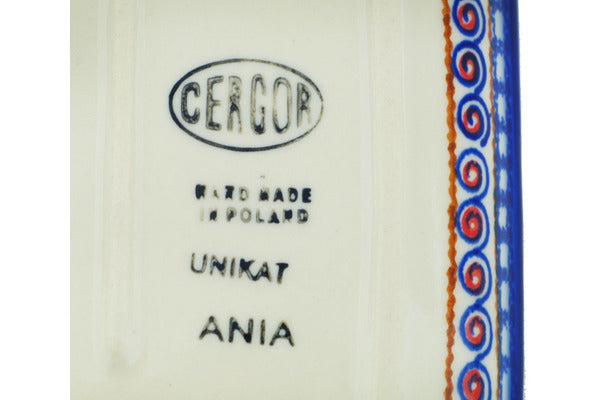 CERGOR
HAND MADE
IN POLAND
UNIKAT
ANIA